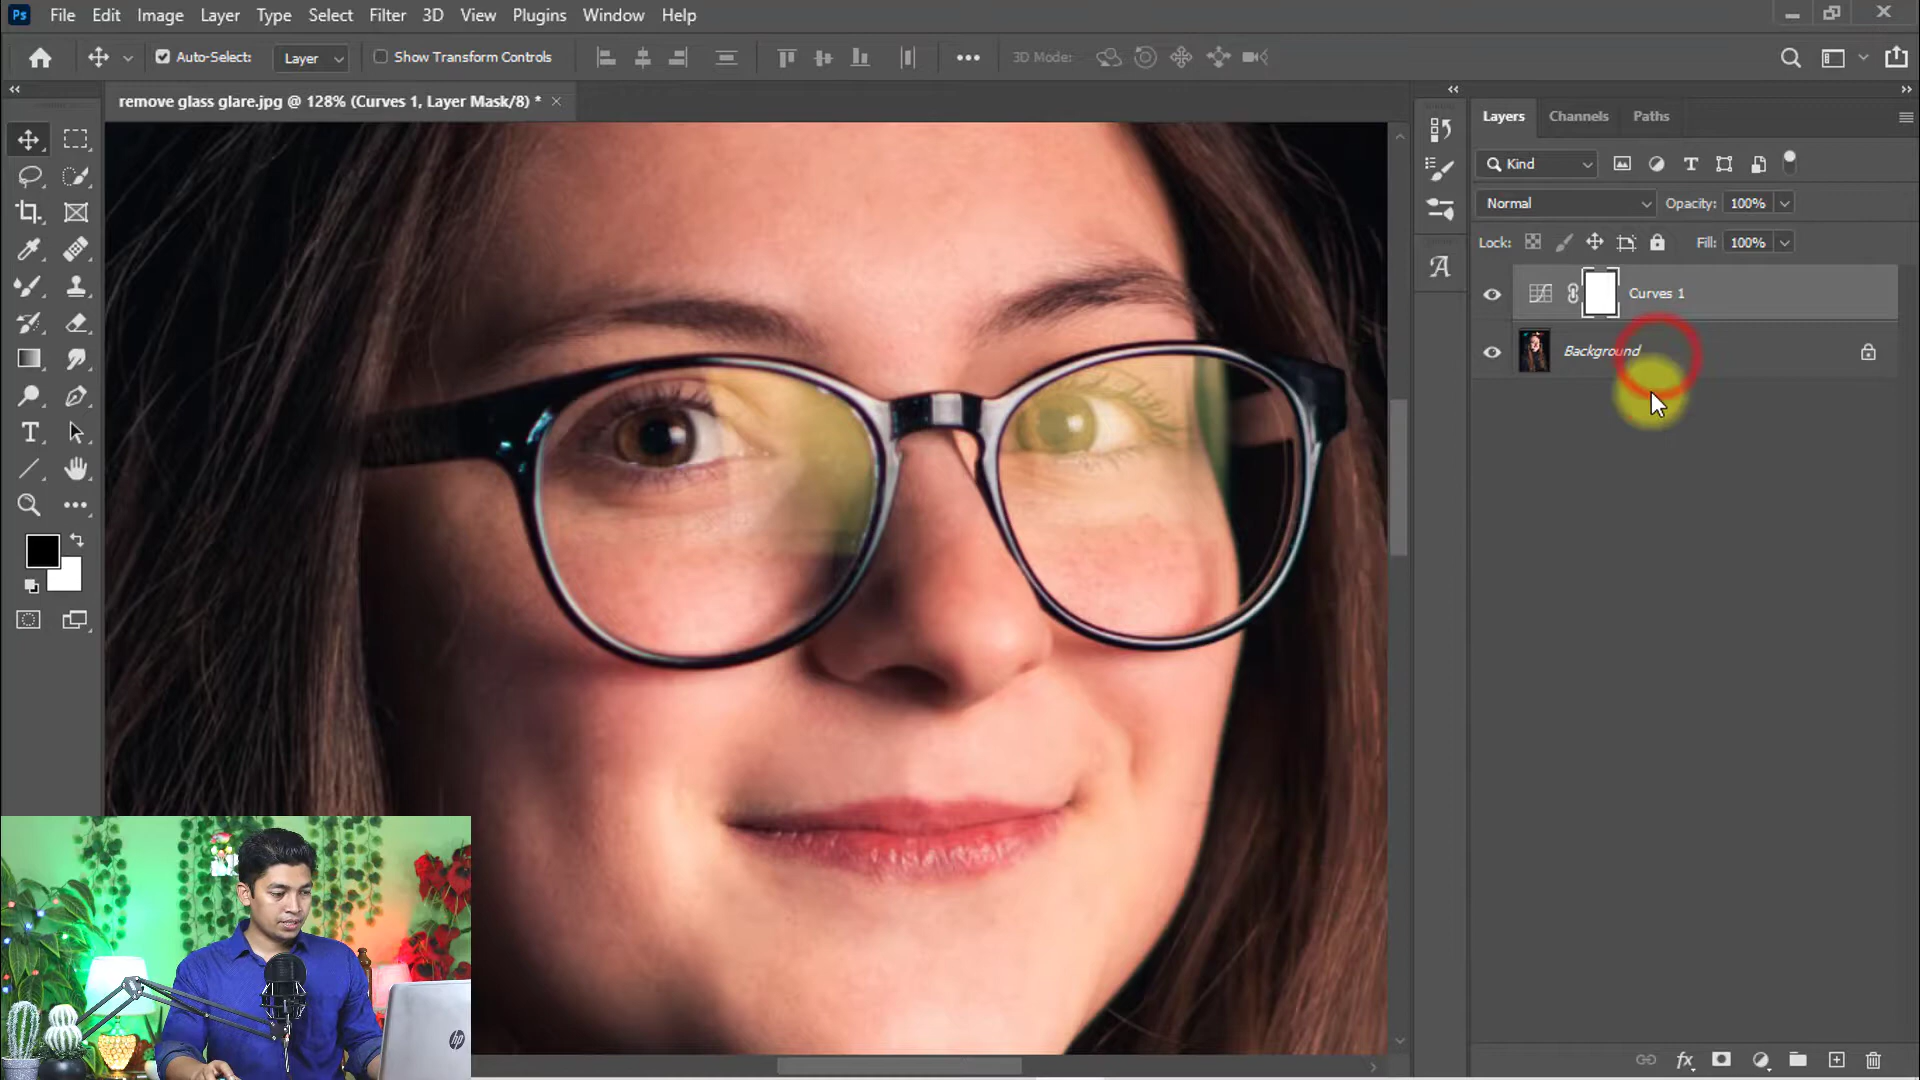 Ps File Edit Image Layer Type Select Filter 3D View Plugins Window Help
Auto-Select: Layer Show Transform Controls 3D Mode:
remove glass glare.jpg @ 128% (Curves 1, Layer Mask/8) *
Layers Channels Paths
Kind
Normal Opacity: 100%
Lock: Fill: 100%
Curves 1
Background
hp